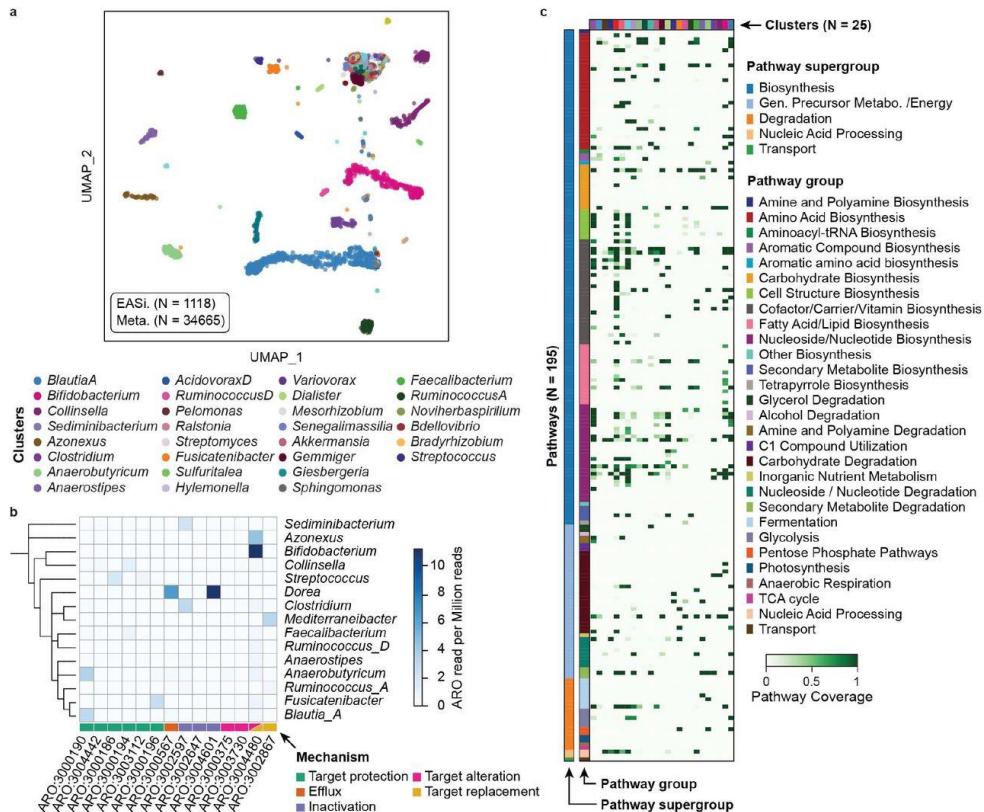 a
UMAP_2
EASi. (N = 1118)
Meta. (N = 34665)
UMAP_1
Clusters
BlautiaA
Bifidobacterium
Collinsella
Sediminibacterium
Azonexus
Clostridium
Anaerobutyricum
Anaerostipes
AcidovoraxD
RuminococcusD
Pelomonas
Ralstonia
Streptomyces
Fusicatenibacter
Sulfuritalea
Hylemonella
Variovorax
Dialister
Mesorhizobium
Senegalimassilia
Akkermansia
Gemmiger
Giesbergeria
Sphingomonas
Faecalibacterium
RuminococcusA
Noviherbaspirilium
Bdellovibrio
Bradyrhizobium
Streptococcus
b
Sediminibacterium
Azonexus
Bifidobacterium
Collinsella
Streptococcus
Dorea
Clostridium
Mediterraneibacter
Faecalibacterium
Ruminococcus_D
Anaerostipes
Anaerobutyricum
Ruminococcus_A
Fusicatenibacter
Blautia_A
10
8
6
4
2
0
ARO read per Million reads
ARO:3000190
ARO:3004442
ARO:3000186
ARO:3000194
ARO:3003112
ARO:3000196
ARO:3000567
ARO:3002597
ARO:3002647
ARO:3004601
ARO:3000375
ARO:3003730
ARO:3004480
ARO:3002867
Mechanism
Target protection
Efflux
Inactivation
Target alteration
Target replacement
c
Clusters (N = 25)
Pathways (N = 195)
Pathway supergroup
Biosynthesis
Gen. Precursor Metabo. /Energy
Degradation
Nucleic Acid Processing
Transport
Pathway group
Amine and Polyamine Biosynthesis
Amino Acid Biosynthesis
Aminoacyl-tRNA Biosynthesis
Aromatic Compound Biosynthesis
Aromatic amino acid biosynthesis
Carbohydrate Biosynthesis
Cell Structure Biosynthesis
Cofactor/Carrier/Vitamin Biosynthesis
Fatty Acid/Lipid Biosynthesis
Nucleoside/Nucleotide Biosynthesis
Other Biosynthesis
Secondary Metabolite Biosynthesis
Tetrapyrrole Biosynthesis
Glycerol Degradation
Alcohol Degradation
Amine and Polyamine Degradation
C1 Compound Utilization
Carbohydrate Degradation
Inorganic Nutrient Metabolism
Nucleoside / Nucleotide Degradation
Secondary Metabolite Degradation
Fermentation
Glycolysis
Pentose Phosphate Pathways
Photosynthesis
Anaerobic Respiration
TCA cycle
Nucleic Acid Processing
Transport
0 0.5 1
Pathway Coverage
Pathway group
Pathway supergroup